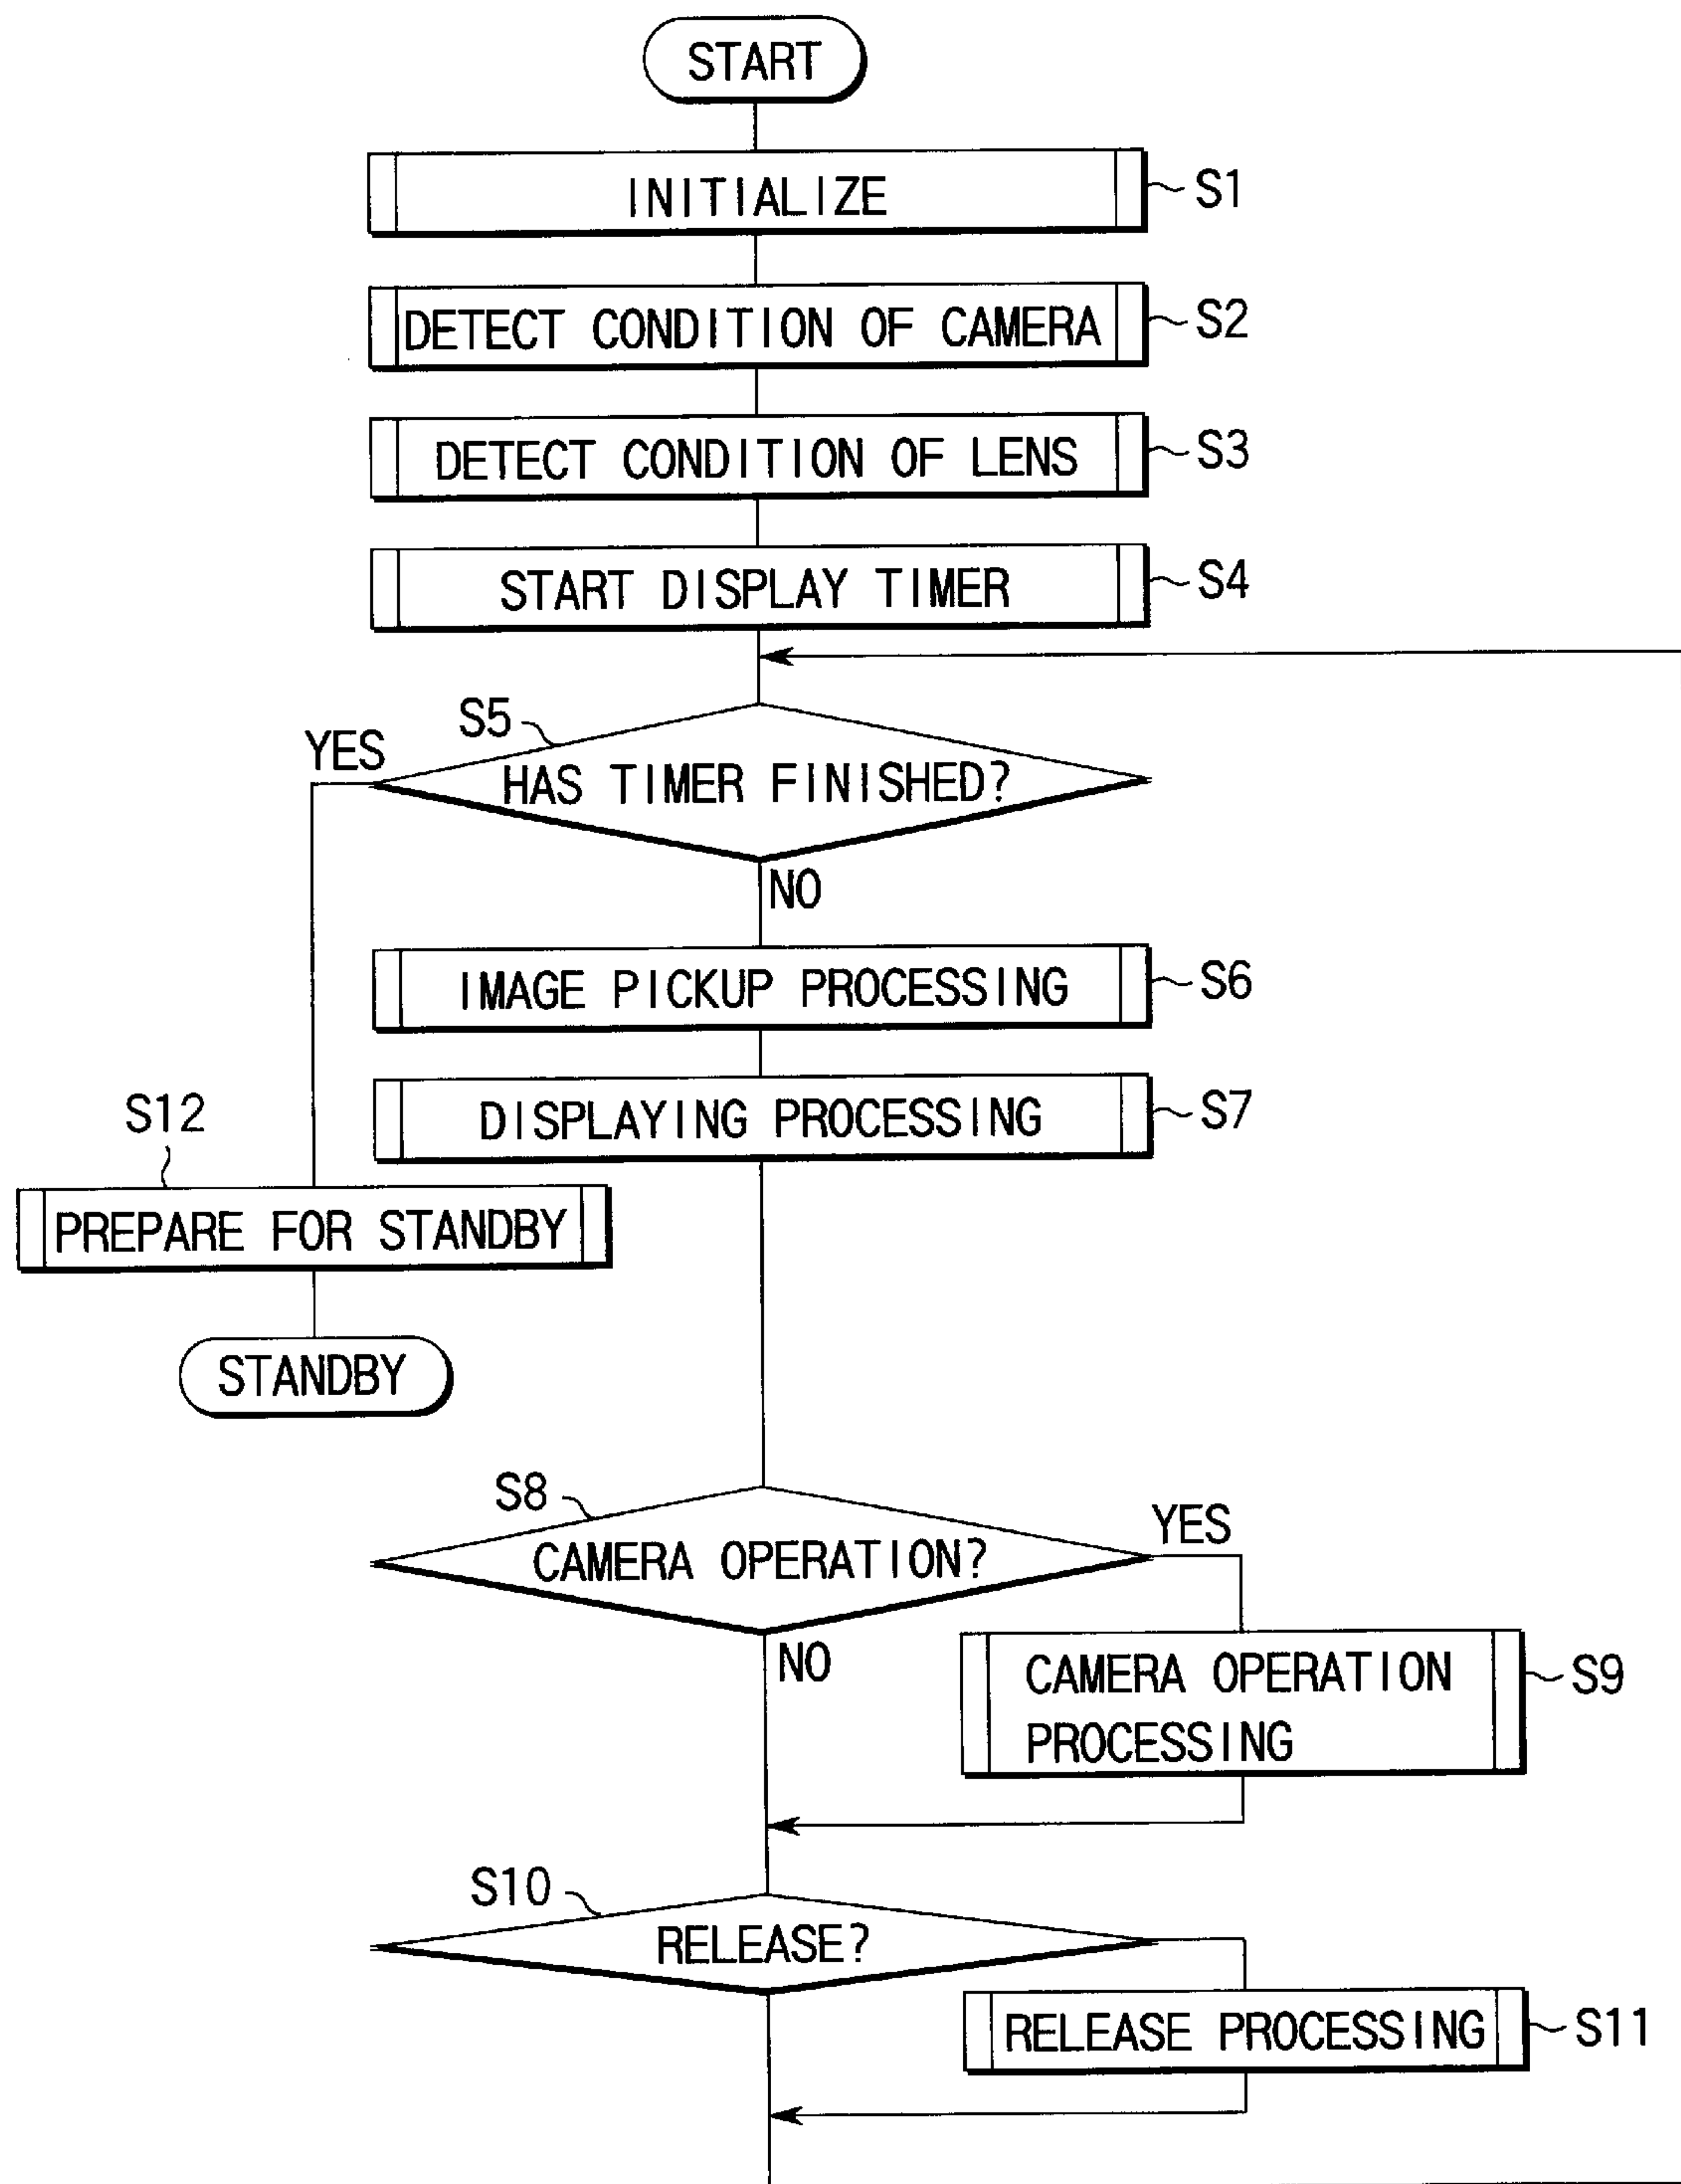 START
INITIALIZE
S1
DETECT CONDITION OF CAMERA
S2
DETECT CONDITION OF LENS
S3
START DISPLAY TIMER
S4
S5
YES
HAS TIMER FINISHED?
NO
IMAGE PICKUP PROCESSING
S6
DISPLAYING PROCESSING
S7
S12
PREPARE FOR STANDBY
STANDBY
S8
YES
CAMERA OPERATION?
NO
CAMERA OPERATION
PROCESSING
S9
S10
RELEASE?
RELEASE PROCESSING
S11